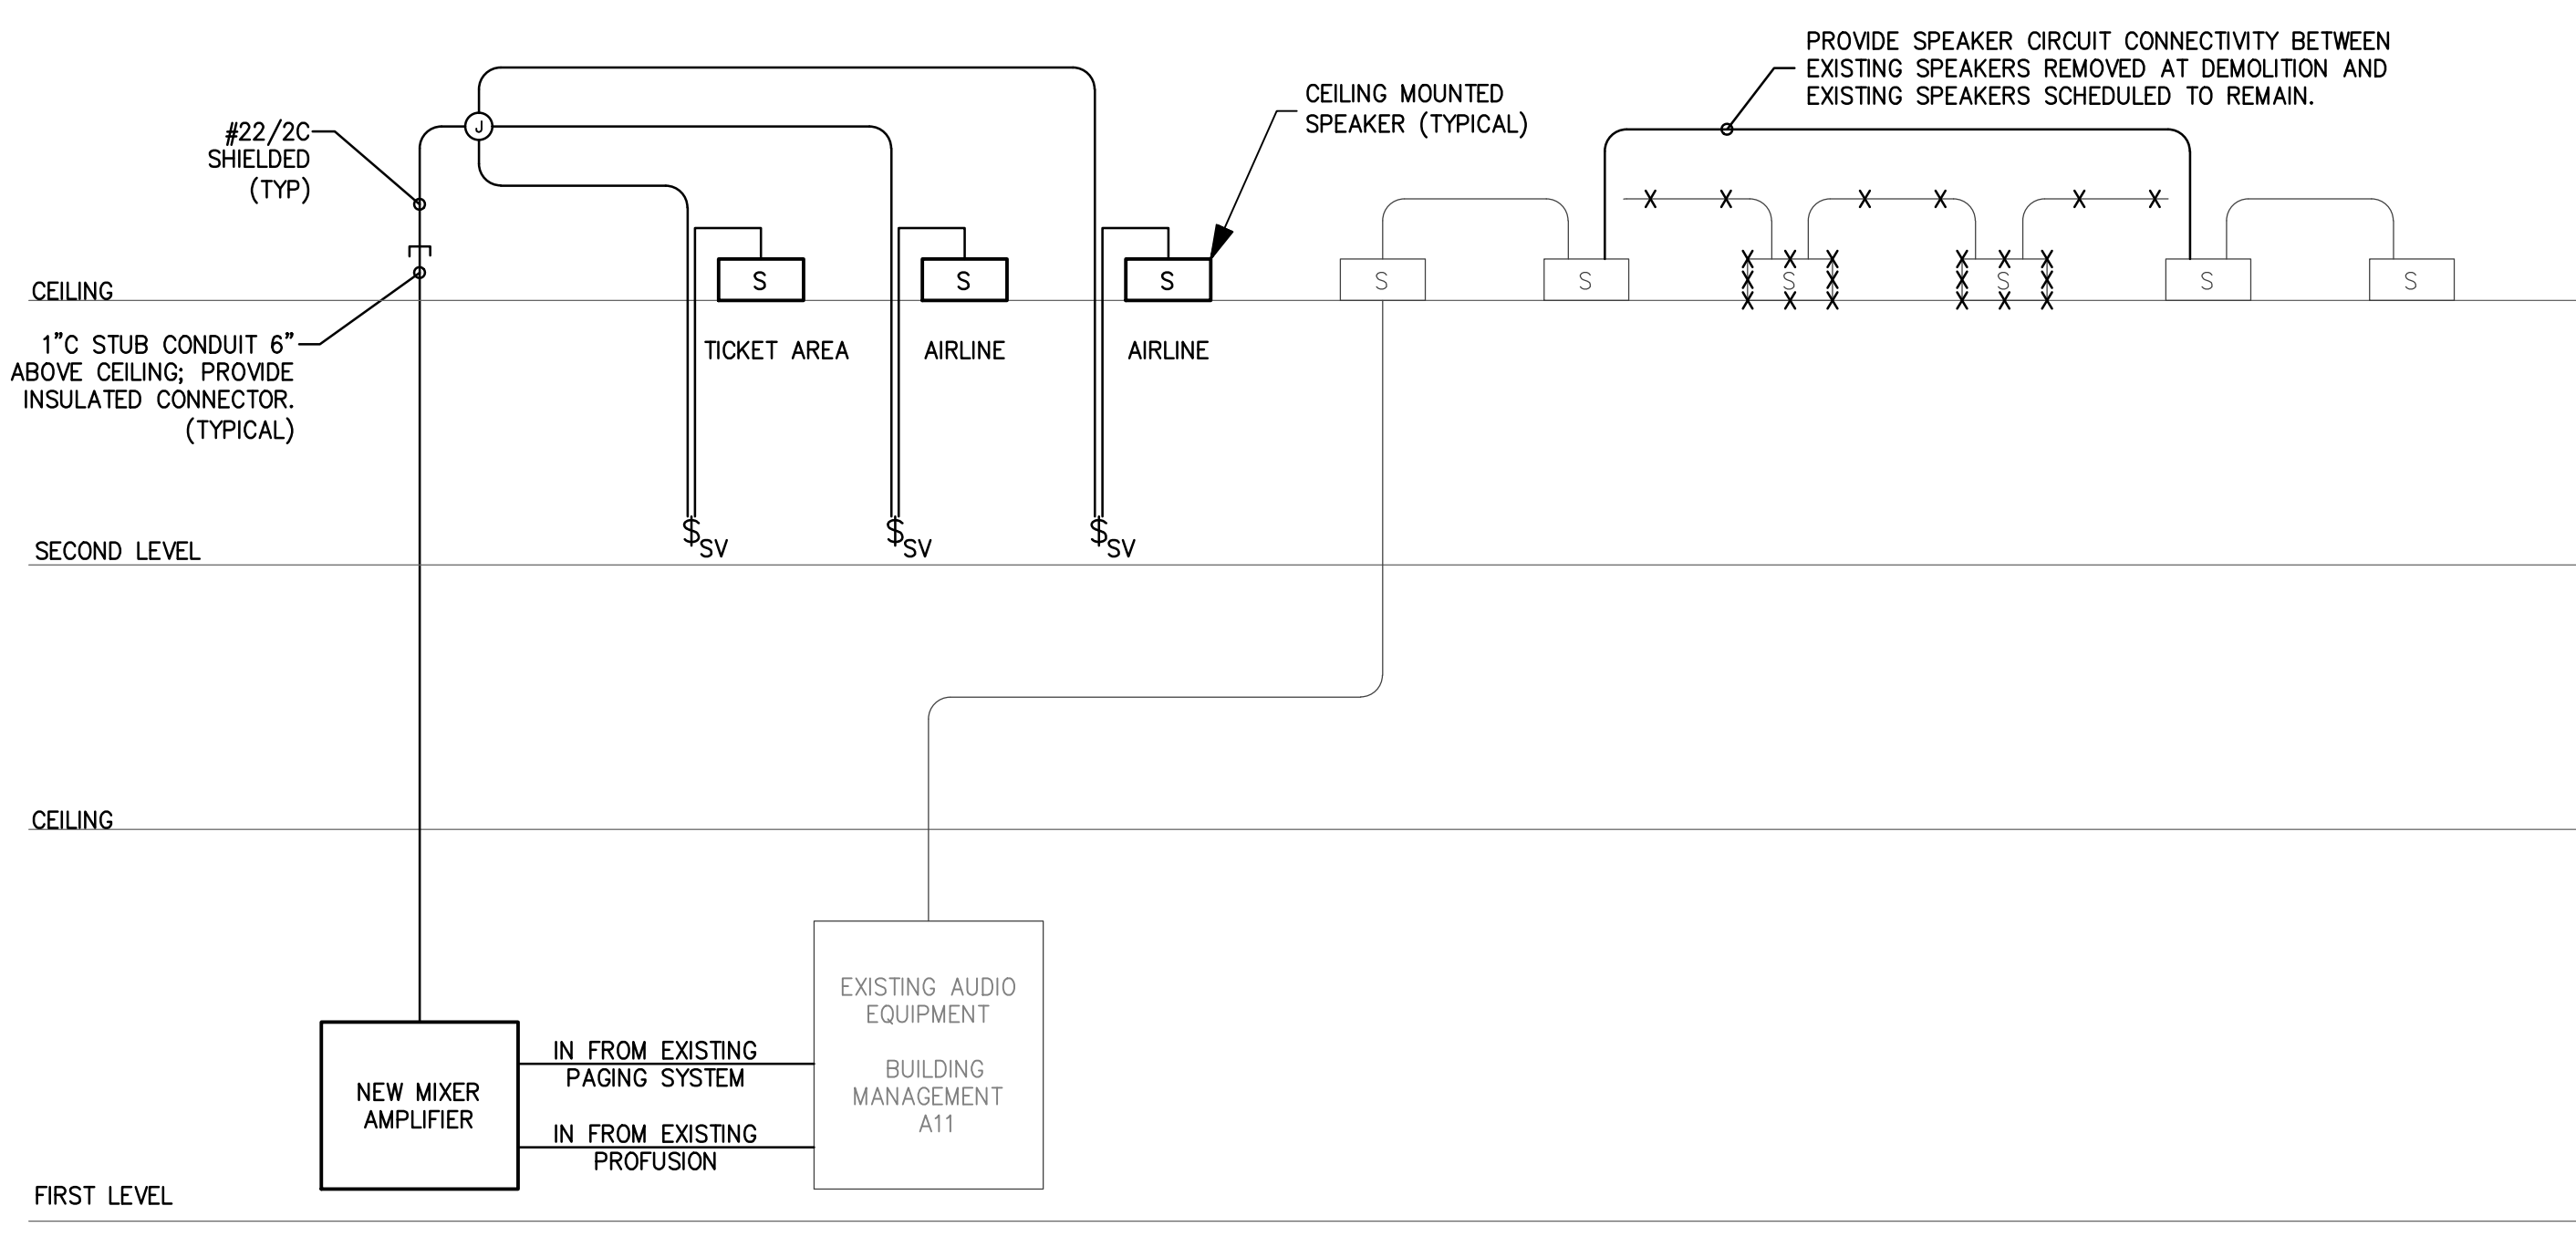 PROVIDE SPEAKER CIRCUIT CONNECTIVITY BETWEEN
EXISTING SPEAKERS REMOVED AT DEMOLITION AND
EXISTING SPEAKERS SCHEDULED TO REMAIN.
CEILING MOUNTED
SPEAKER (TYPICAL)
#22/2C
SHIELDED
(TYP)
J
S
S
S
S
S
S
S
S
S
CEILING
1"C STUB CONDUIT 6"
ABOVE CEILING; PROVIDE
INSULATED CONNECTOR.
(TYPICAL)
TICKET AREA
AIRLINE
AIRLINE
$SV
$SV
$SV
SECOND LEVEL
CEILING
EXISTING AUDIO
EQUIPMENT
BUILDING
MANAGEMENT
A11
IN FROM EXISTING
PAGING SYSTEM
NEW MIXER
AMPLIFIER
IN FROM EXISTING
PROFUSION
FIRST LEVEL